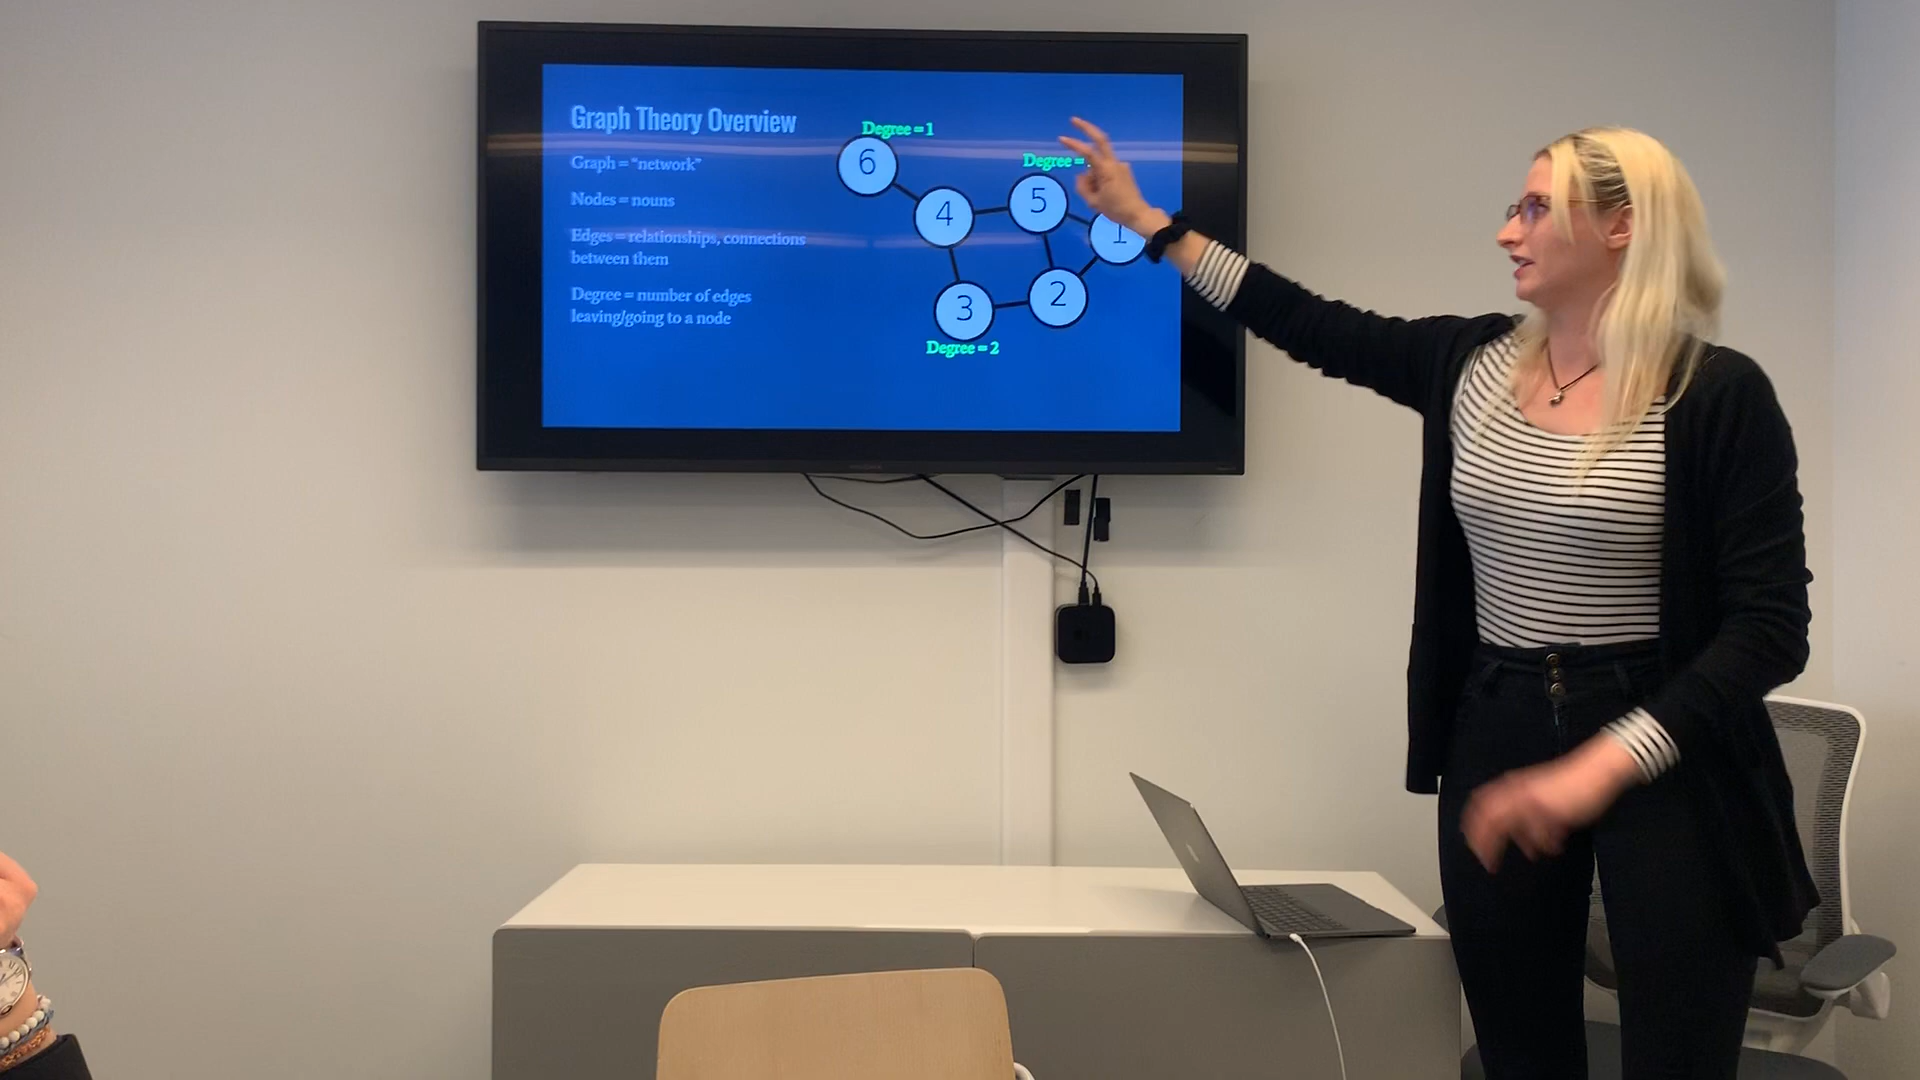 Graph Theory Overview
Graph = “network”
Nodes = nouns
Edges = relationships, connections
between them
Degree = number of edges
leaving/going to a node
Degree = 1
6
Degree =
5
4
1
2
3
Degree = 2